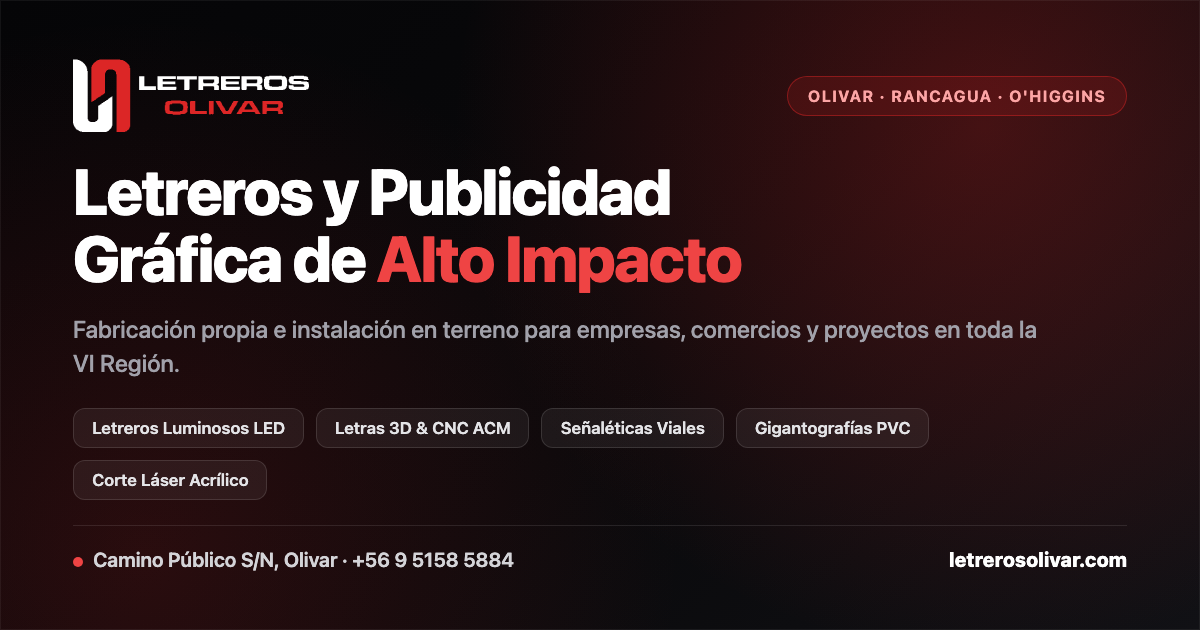 LETREROS
OLIVAR
OLIVAR · RANCAGUA · O'HIGGINS
Letreros y Publicidad
Gráfica de Alto Impacto
Fabricación propia e instalación en terreno para empresas, comercios y proyectos en toda la
VI Región.
Letreros Luminosos LED
Letras 3D & CNC ACM
Señaléticas Viales
Gigantografías PVC
Corte Láser Acrílico
Camino Público S/N, Olivar · +56 9 5158 5884
letrerosolivar.com